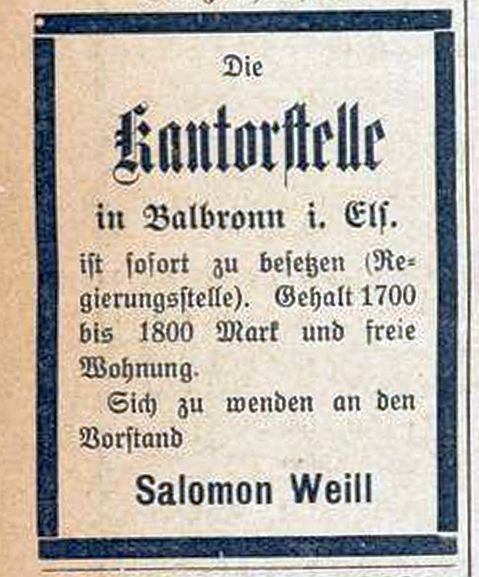 Die
Kantorstelle
in Balbronn i. Els.
ist sofort zu besetzen (Re-
gierungsstelle). Gehalt 1700
bis 1800 Mark und freie
Wohnung.
Sich zu wenden an den
Vorstand
Salomon Weill